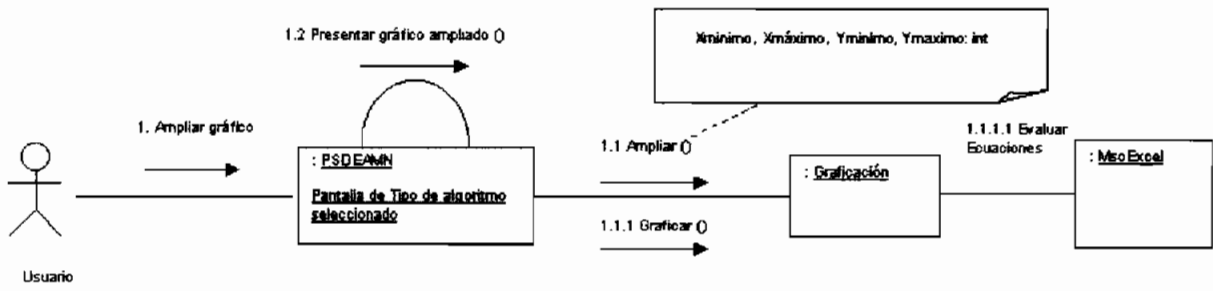 1.2 Presentar gráfico ampliado ()
Xminimo, Xmáximo, Yminimo, Ymaximo: int
1. Ampliar gráfico
1.1 Ampliar ()
1.1.1.1 Evaluar
Ecuaciones
: PSDEAMN
Pantalla de Tipo de algoritmo
seleccionado
: Graficación
: MsoExcel
1.1.1 Graficar ()
Usuario